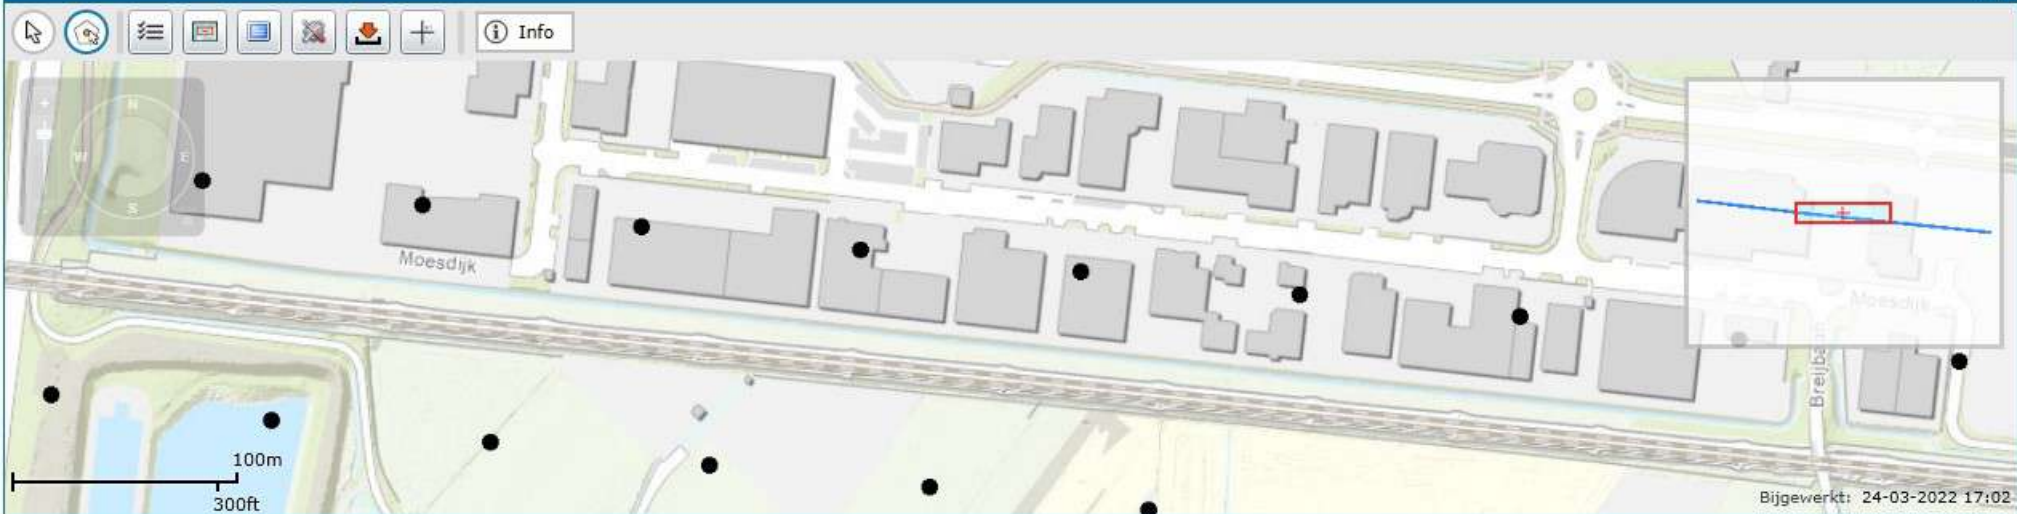 Info
+
N
W
E
S
Moesdijk
Moesdijk
Breijbaan
100m
300ft
Bijgewerkt: 24-03-2022 17:02